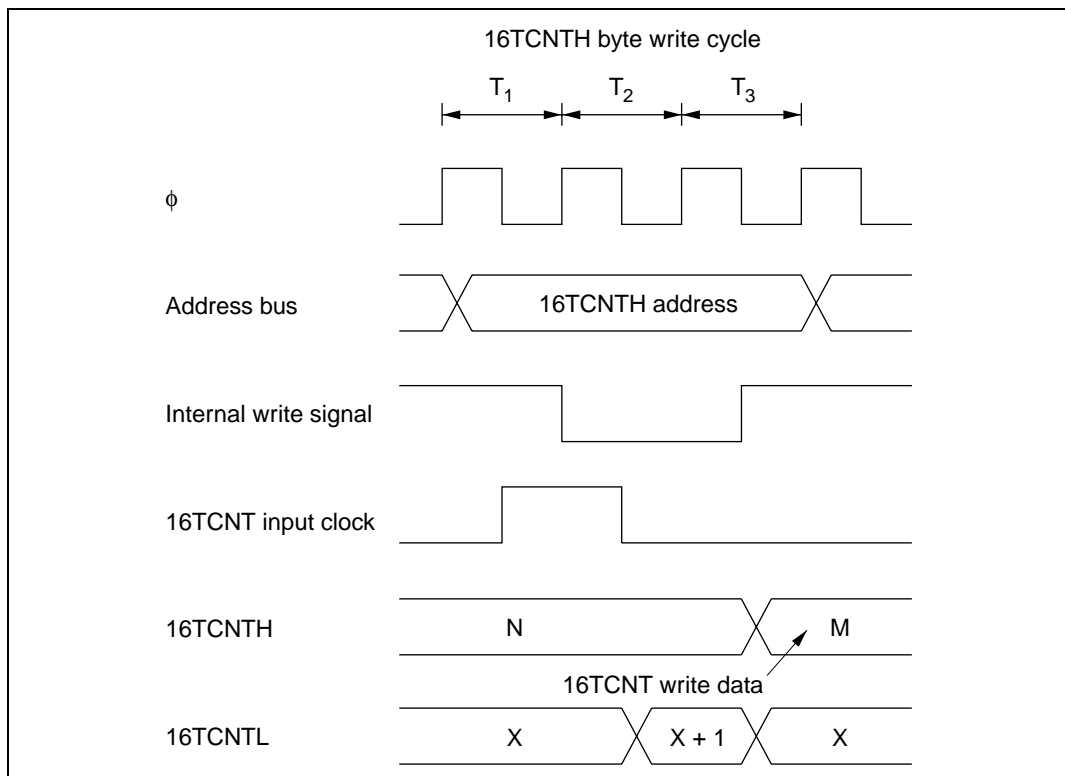 16TCNTH byte write cycle
T1 T2 T3
φ
Address bus 16TCNTH address
Internal write signal
16TCNT input clock
16TCNTH N M
16TCNT write data
16TCNTL X X + 1 X